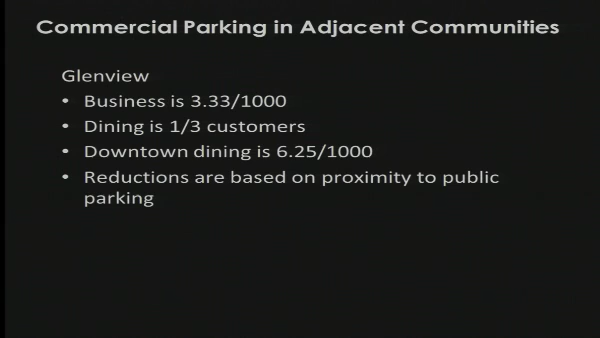 Commercial Parking in Adjacent Communities
Glenview
• Business is 3.33/1000
• Dining is 1/3 customers
• Downtown dining is 6.25/1000
• Reductions are based on proximity to public
parking